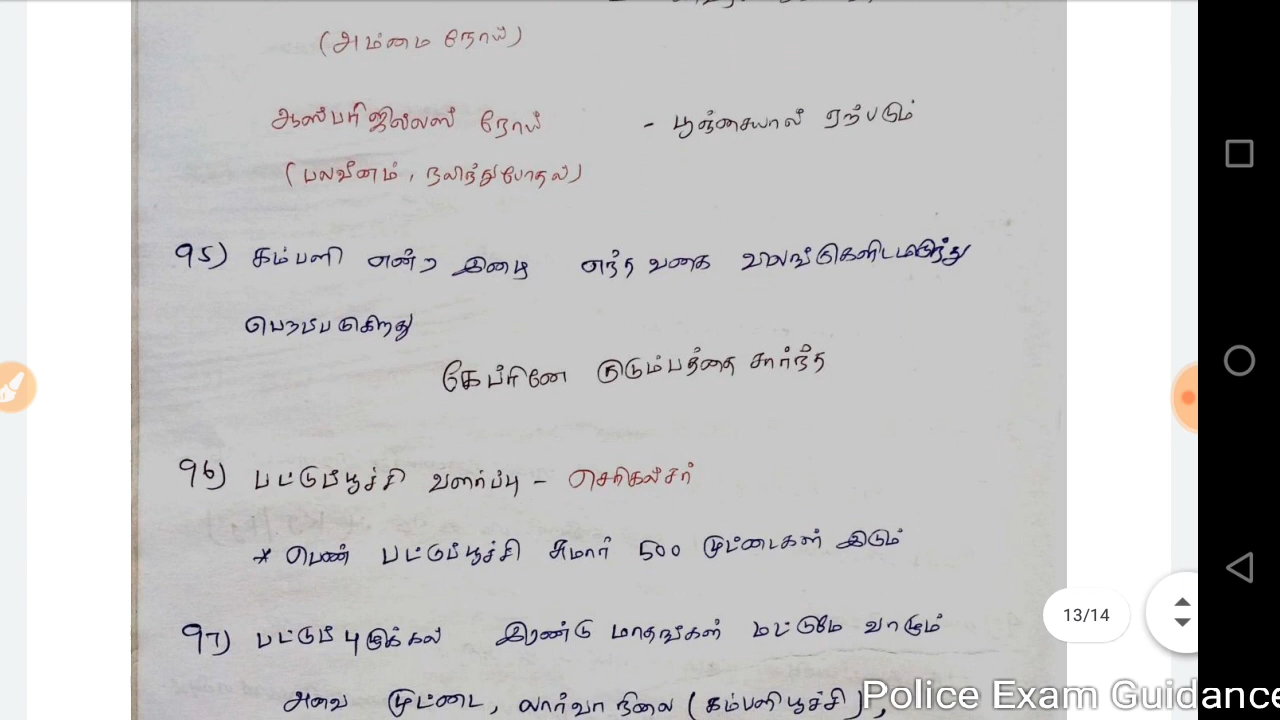 (அம்மை நோய்)
ஆஸ்பரிஜில்லஸ் நோய் - பூஞ்சையால் ஏற்படும்
(பலவீனம், நலிந்துபோதல்)
95) கம்பளி என்ற இழை எந்த வகை விலங்குகளிடமிருந்து
பெறப்படுகிறது
கேப்ரினே குடும்பத்தை சார்ந்த
96) பட்டுப்பூச்சி வளர்ப்பு - செரிகல்சர்
* பெண் பட்டுப்பூச்சி சுமார் 500 முட்டைகள் இடும்
13/14
97) பட்டுப்புழுக்கல் இரண்டு மாதங்கள் மட்டுமே வாழும்
அவை முட்டை, லார்வா நிலை (கம்பளிபூச்சி),
Police Exam Guidance